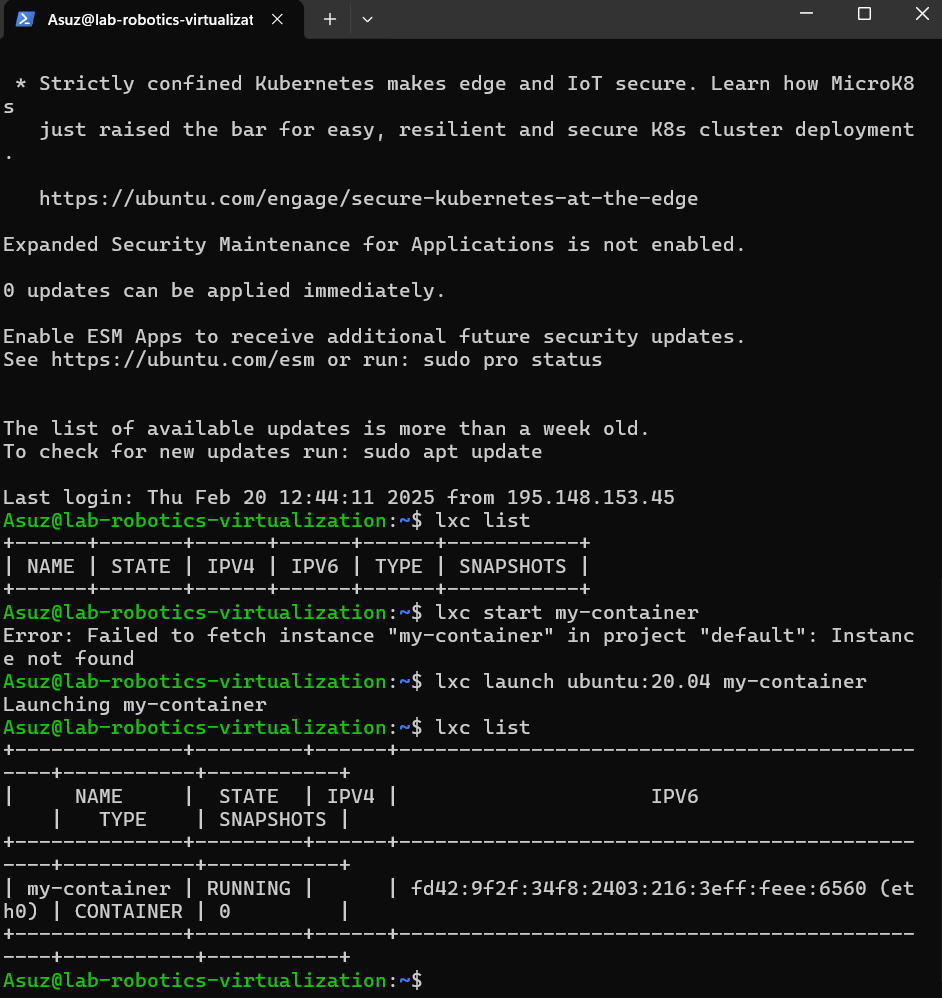 Asuz@lab-robotics-virtualizat
 * Strictly confined Kubernetes makes edge and IoT secure. Learn how MicroK8
s
   just raised the bar for easy, resilient and secure K8s cluster deployment
.
   https://ubuntu.com/engage/secure-kubernetes-at-the-edge
Expanded Security Maintenance for Applications is not enabled.
0 updates can be applied immediately.
Enable ESM Apps to receive additional future security updates.
See https://ubuntu.com/esm or run: sudo pro status
The list of available updates is more than a week old.
To check for new updates run: sudo apt update
Last login: Thu Feb 20 12:44:11 2025 from 195.148.153.45
Asuz@lab-robotics-virtualization:~$ lxc list
+------+-------+------+------+------+-----------+
| NAME | STATE | IPV4 | IPV6 | TYPE | SNAPSHOTS |
+------+-------+------+------+------+-----------+
Asuz@lab-robotics-virtualization:~$ lxc start my-container
Error: Failed to fetch instance "my-container" in project "default": Instanc
e not found
Asuz@lab-robotics-virtualization:~$ lxc launch ubuntu:20.04 my-container
Launching my-container
Asuz@lab-robotics-virtualization:~$ lxc list
+--------------+---------+------+-------------------------------------------
----+-----------+-----------+
|     NAME     |  STATE  | IPV4 |                     IPV6
    |   TYPE    | SNAPSHOTS |
+--------------+---------+------+-------------------------------------------
----+-----------+-----------+
| my-container | RUNNING |      | fd42:9f2f:34f8:2403:216:3eff:feee:6560 (et
h0) | CONTAINER | 0         |
+--------------+---------+------+-------------------------------------------
----+-----------+-----------+
Asuz@lab-robotics-virtualization:~$